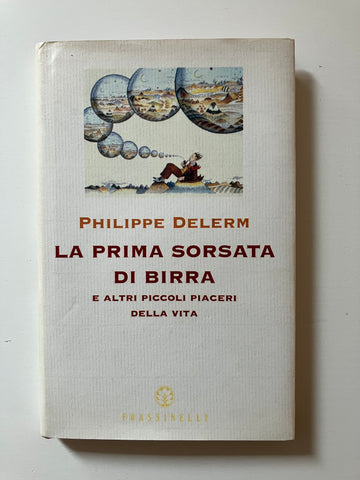 PHILIPPE DELERM
LA PRIMA SORSATA
DI BIRRA
E ALTRI PICCOLI PIACERI
DELLA VITA
FRASSINELLI